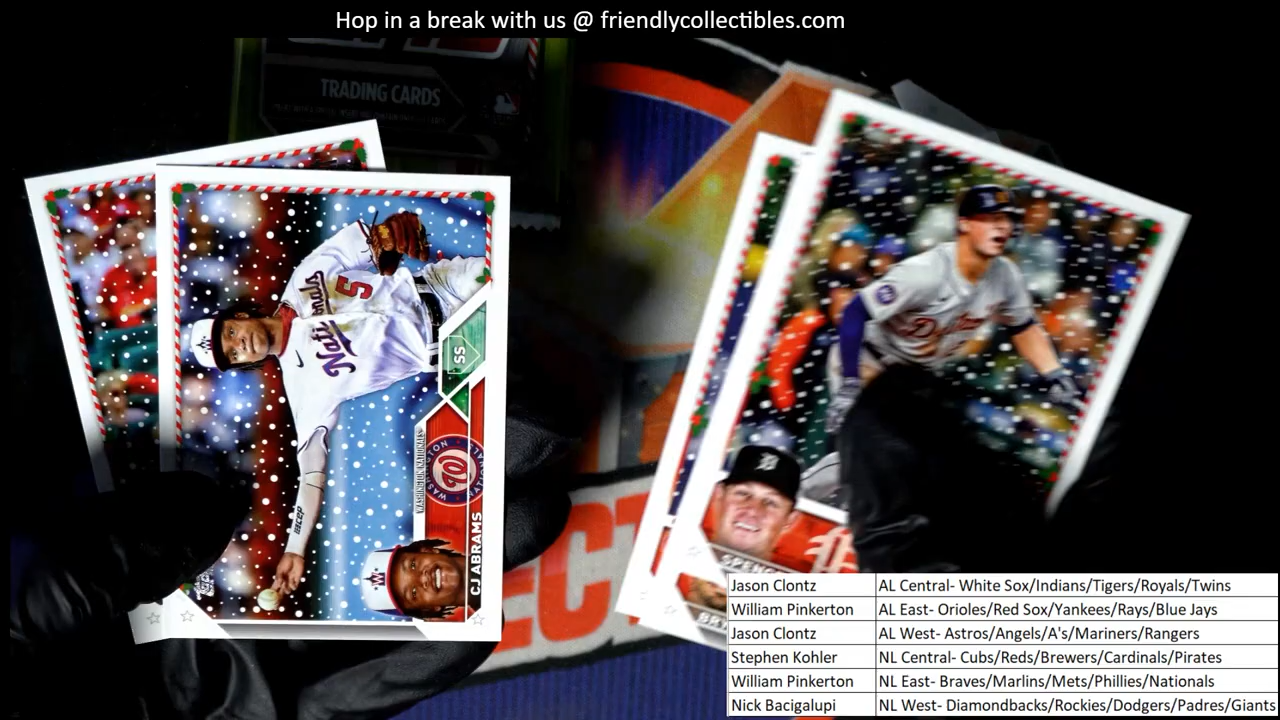 Hop in a break with us @ friendlycollectibles.com
TRADING CARDS
Nationals
5
SS
WASHINGTON NATIONALS
W
CJ ABRAMS
Jason Clontz AL Central- White Sox/Indians/Tigers/Royals/Twins
William Pinkerton AL East- Orioles/Red Sox/Yankees/Rays/Blue Jays
Jason Clontz AL West- Astros/Angels/A's/Mariners/Rangers
Stephen Kohler NL Central- Cubs/Reds/Brewers/Cardinals/Pirates
William Pinkerton NL East- Braves/Marlins/Mets/Phillies/Nationals
Nick Bacigalupi NL West- Diamondbacks/Rockies/Dodgers/Padres/Giants